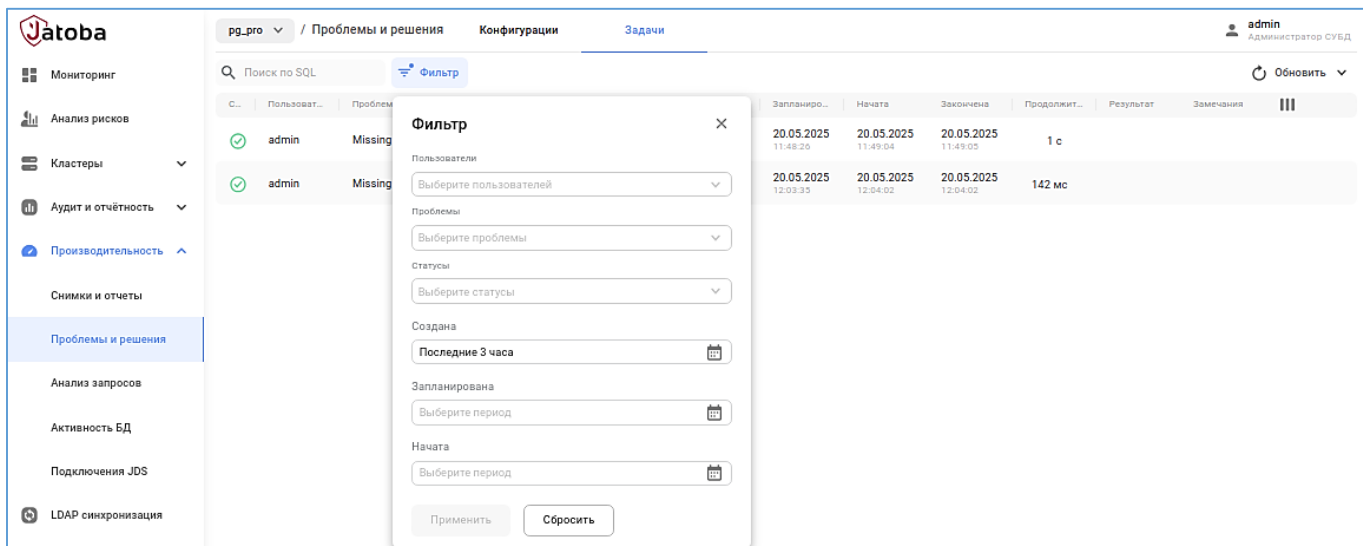 Jatoba
pg_pro / Проблемы и решения Конфигурации Задачи
admin
Администратор СУБД
Мониторинг
Анализ рисков
Кластеры
Аудит и отчётность
Производительность
Снимки и отчеты
Проблемы и решения
Анализ запросов
Активность БД
Подключения JDS
LDAP синхронизация
Поиск по SQL Фильтр Обновить
С... Пользоват... Проблем Запланиро... Начата Закончена Продолжит... Результат Замечания
admin Missing 20.05.2025 20.05.2025 20.05.2025 1 с
11:48:26 11:49:04 11:49:05
admin Missing 20.05.2025 20.05.2025 20.05.2025 142 мс
12:03:35 12:04:02 12:04:02
Фильтр
Пользователи
Выберите пользователей
Проблемы
Выберите проблемы
Статусы
Выберите статусы
Создана
Последние 3 часа
Запланирована
Выберите период
Начата
Выберите период
Применить Сбросить